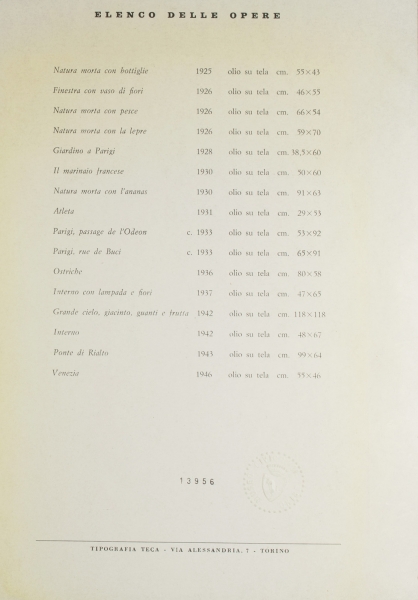 ELENCO DELLE OPERE
Natura morta con bottiglie 1925 olio su tela cm. 55×43
Finestra con vaso di fiori 1926 olio su tela cm. 46×55
Natura morta con pesce 1926 olio su tela cm. 66×54
Natura morta con la lepre 1926 olio su tela cm. 59×70
Giardino a Parigi 1928 olio su tela cm. 38,5×60
Il marinaio francese 1930 olio su tela cm. 50×60
Natura morta con l'ananas 1930 olio su tela cm. 91×63
Atleta 1931 olio su tela cm. 29×33
Parigi, passage de l'Odeon c. 1933 olio su tela cm. 53×92
Parigi, rue de Buci c. 1933 olio su tela cm. 65×91
Ostriche 1936 olio su tela cm. 80×58
Interno con lampada e fiori 1937 olio su tela cm. 47×65
Grande cielo, giacinto, guanti e frutta 1942 olio su tela cm. 118×118
Interno 1942 olio su tela cm. 48×67
Ponte di Rialto 1943 olio su tela cm. 99×64
Venezia 1946 olio su tela cm. 55×46
13956
TIPOGRAFIA TECA - VIA ALESSANDRIA, 7 - TORINO